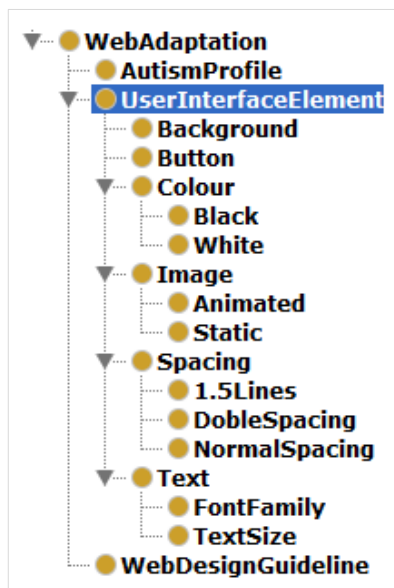 WebAdaptation
AutismProfile
UserInterfaceElement
Background
Button
Colour
Black
White
Image
Animated
Static
Spacing
1.5Lines
DobleSpacing
NormalSpacing
Text
FontFamily
TextSize
WebDesignGuideline